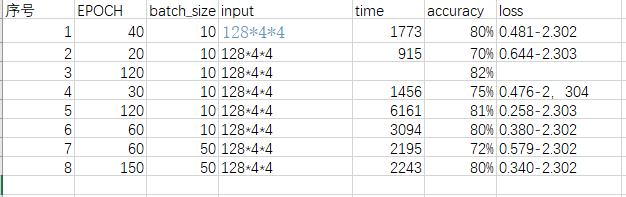 序号 EPOCH batch_size input time accuracy loss
1 40 10 128*4*4 1773 80% 0.481-2.302
2 20 10 128*4*4 915 70% 0.644-2.303
3 120 10 128*4*4 82%
4 30 10 128*4*4 1456 75% 0.476-2，304
5 120 10 128*4*4 6161 81% 0.258-2.303
6 60 10 128*4*4 3094 80% 0.380-2.302
7 60 50 128*4*4 2195 72% 0.579-2.302
8 150 50 128*4*4 2243 80% 0.340-2.302